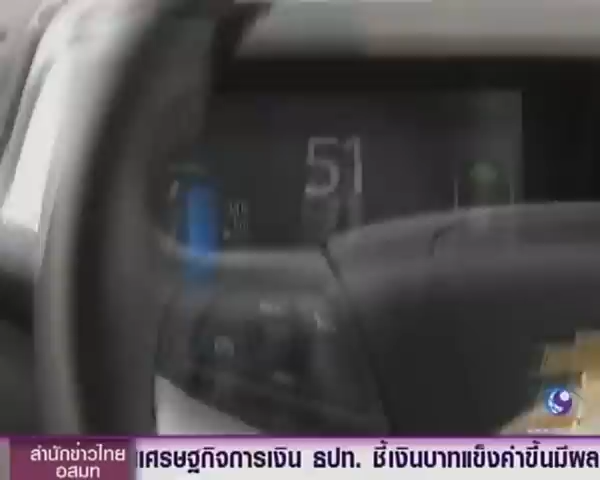 51
สำนักข่าวไทย
อสมท
เศรษฐกิจการเงิน ธปท. ชี้เงินบาทแข็งค่าขึ้นมีผล